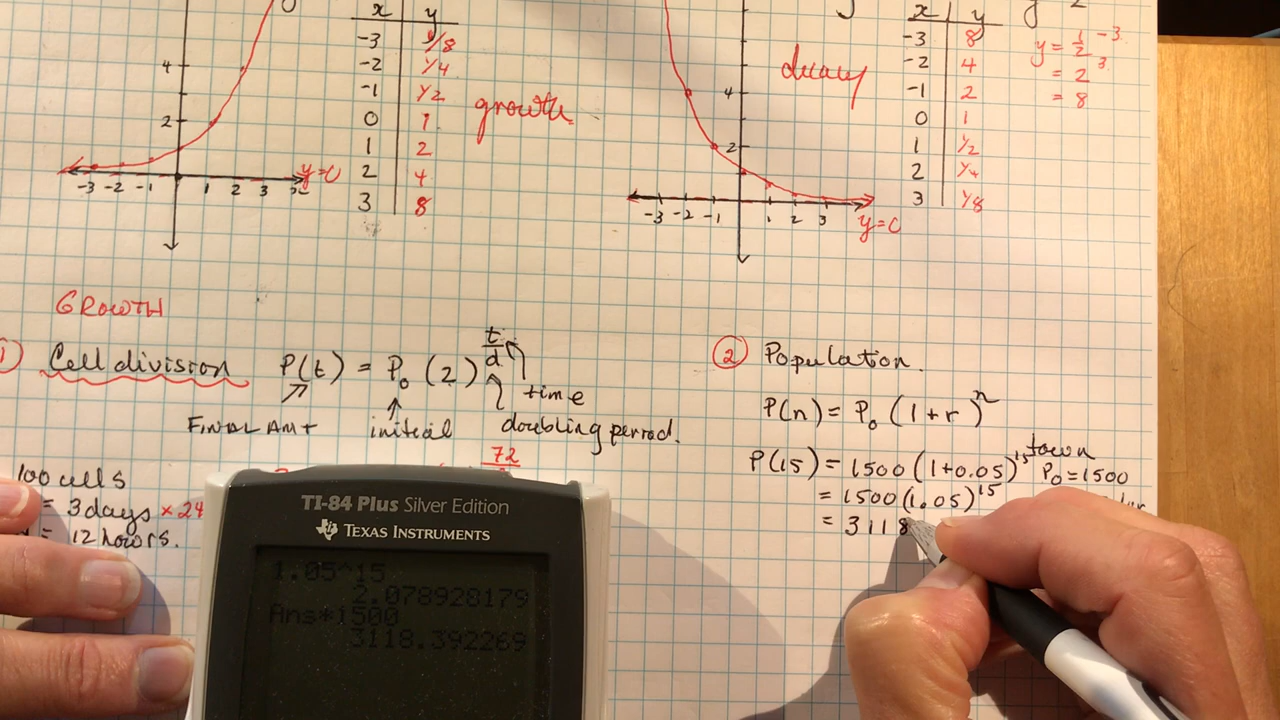 x y
-3 1/8
-2 1/4
-1 1/2
0 1
1 2
2 4
3 8
growth
4
2
-3 -2 -1 1 2 3
y=0
decay
4
2
-3 -2 -1 1 2 3
y=0
x y
-3 8
-2 4
-1 2
0 1
1 1/2
2 1/4
3 1/8
y = 1/2 ^-3
= 2^3
= 8
GROWTH
1) Cell division P(t) = P₀ (2)^t/d
time
FINAL AMT initial doubling period.
72
100 cells
= 3 days × 24
= 12 hours.
② Population.
P(n) = P₀ (1+r)^n
P(15) = 1500 (1+0.05)^15
town
P₀ = 1500
= 1500 (1.05)^15
= 3118
TI-84 Plus Silver Edition
TEXAS INSTRUMENTS
1.05^15
2.078928179
Ans*1500
3118.392269